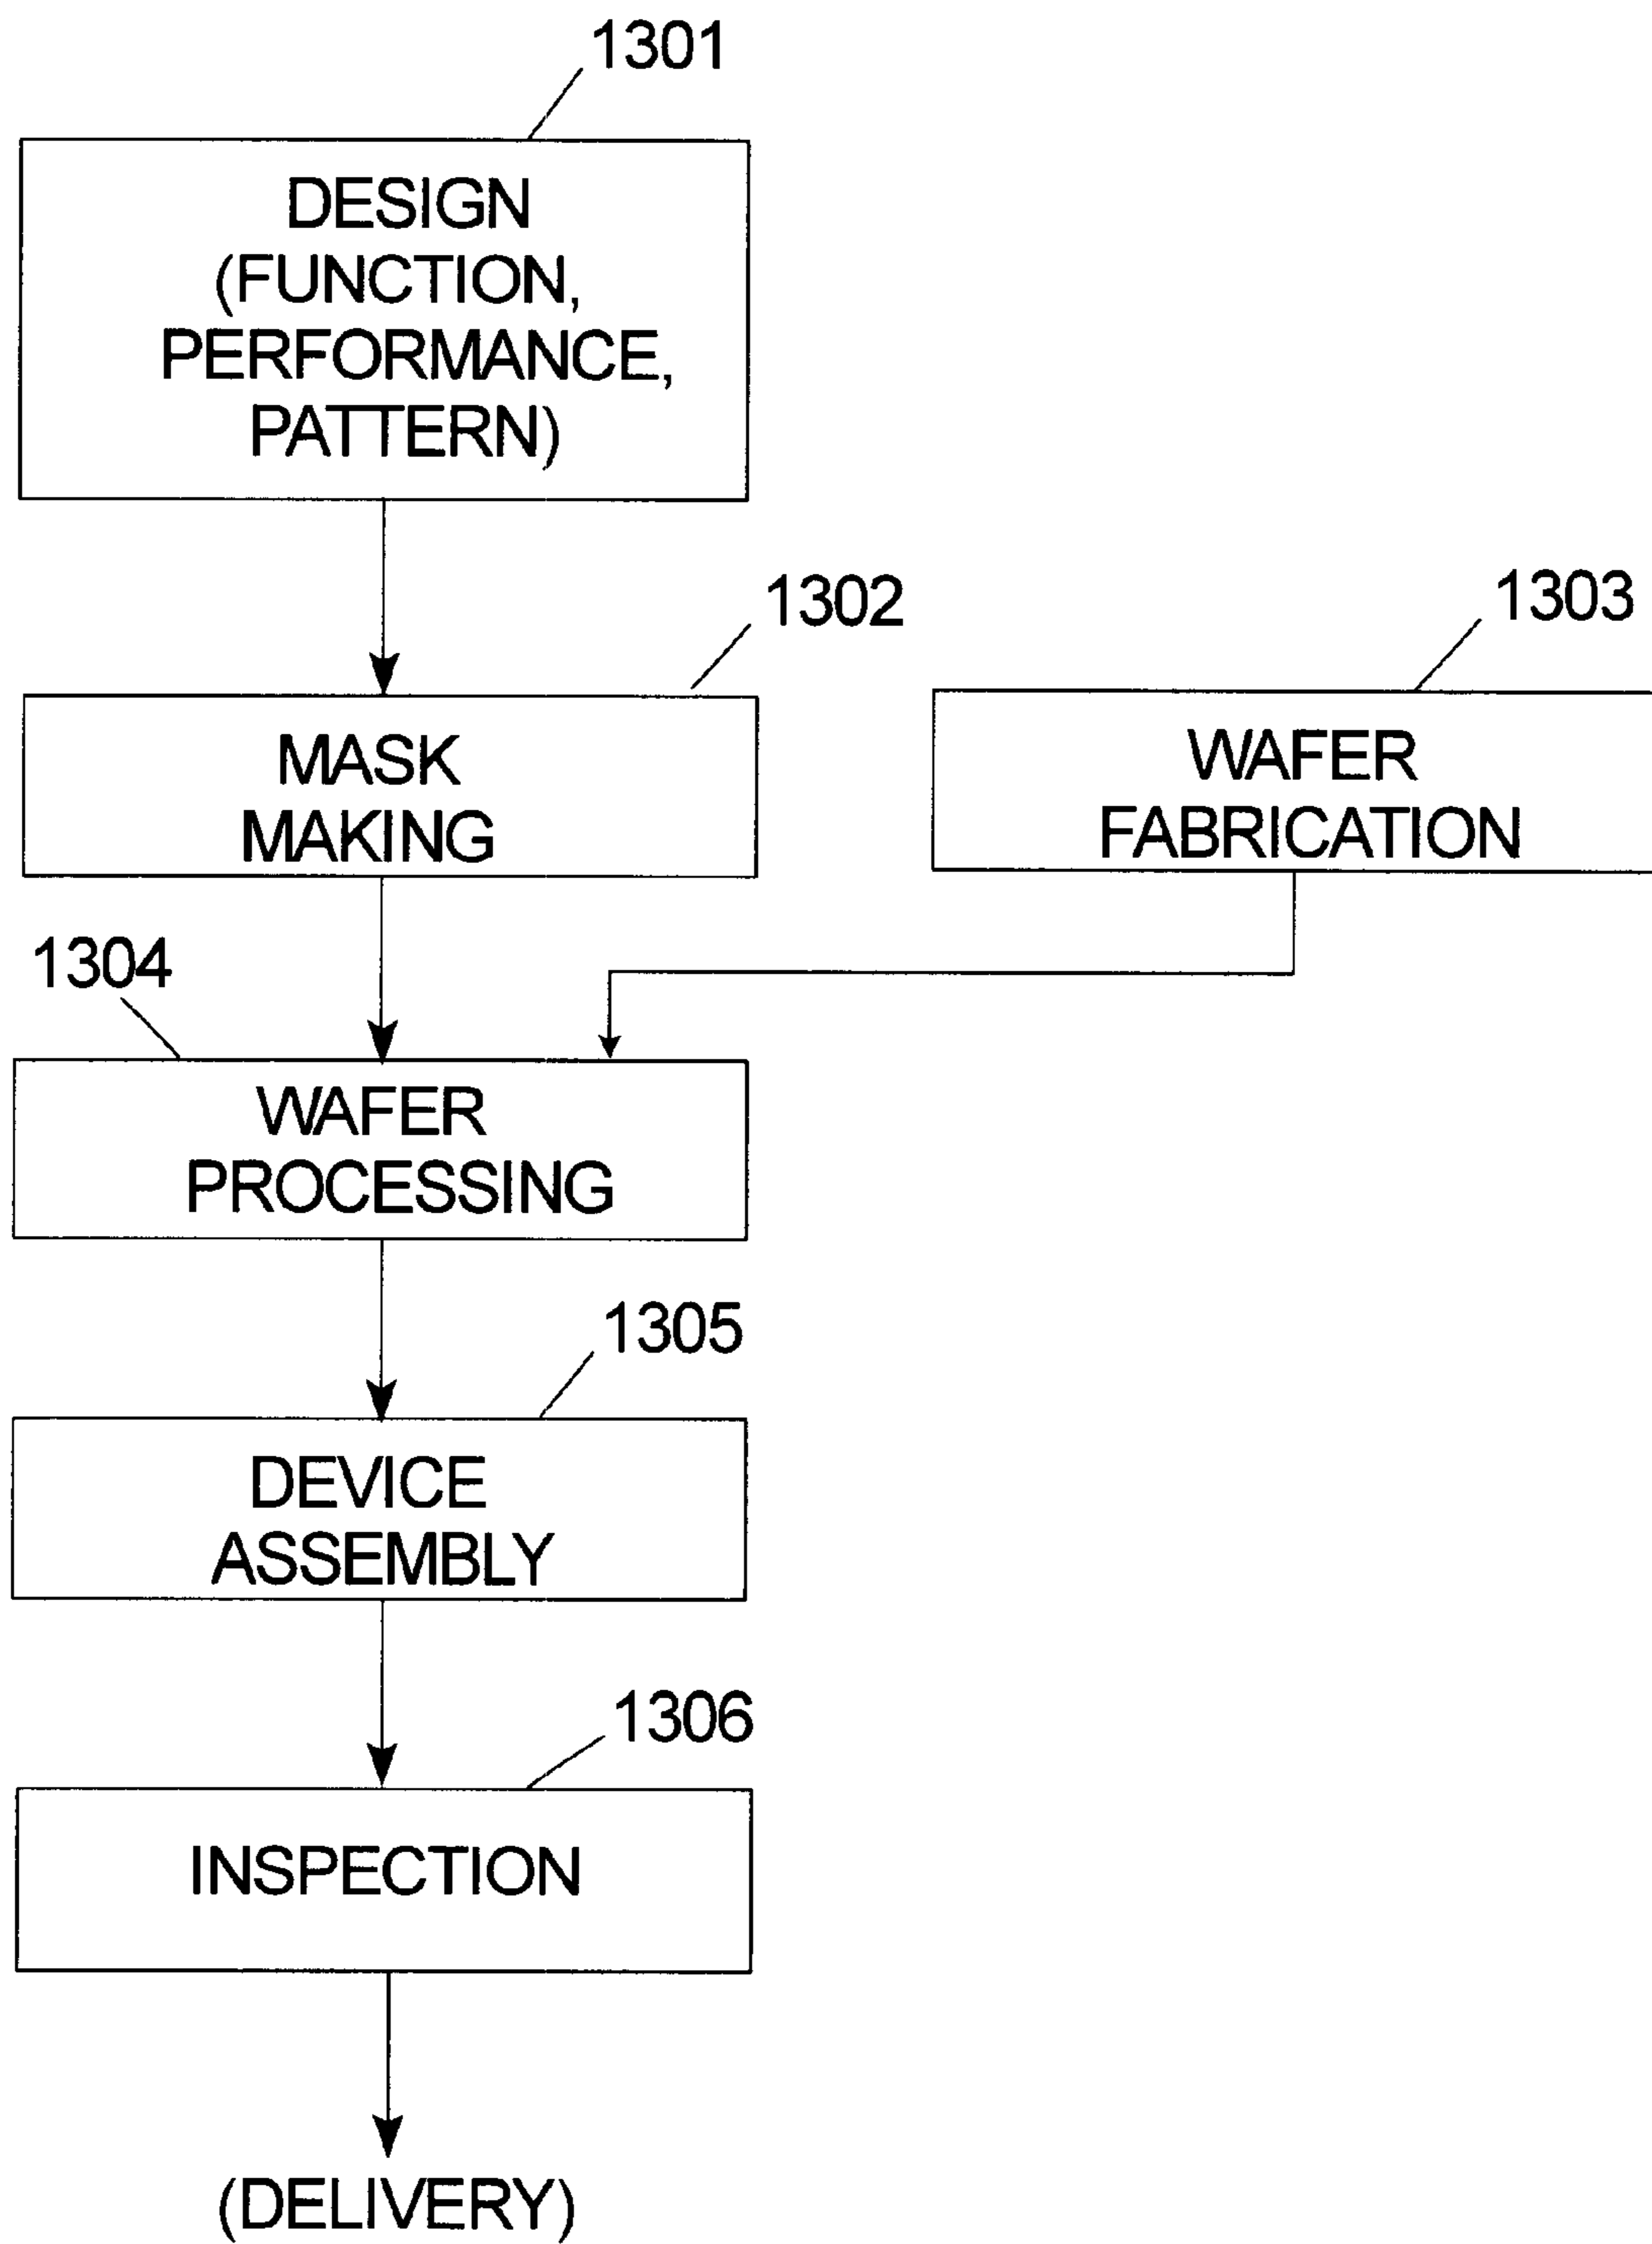 1301
DESIGN
(FUNCTION,
PERFORMANCE,
PATTERN)
1302
MASK
MAKING
1303
WAFER
FABRICATION
1304
WAFER
PROCESSING
1305
DEVICE
ASSEMBLY
1306
INSPECTION
(DELIVERY)